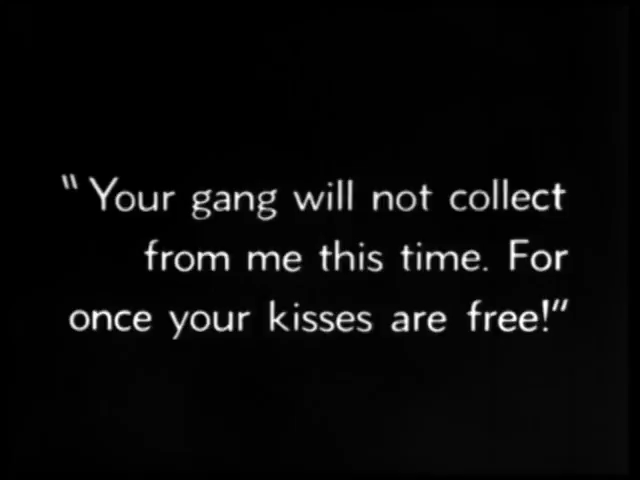 "Your gang will not collect
from me this time. For
once your kisses are free!"